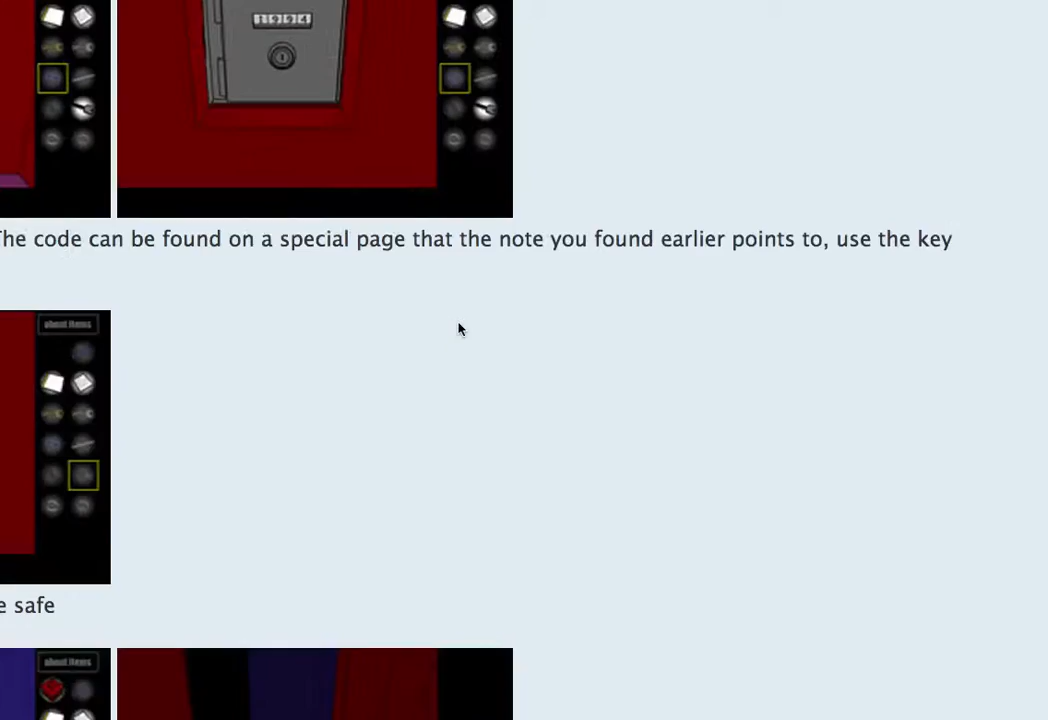 The code can be found on a special page that the note you found earlier points to, use the key
about items
e safe
about items